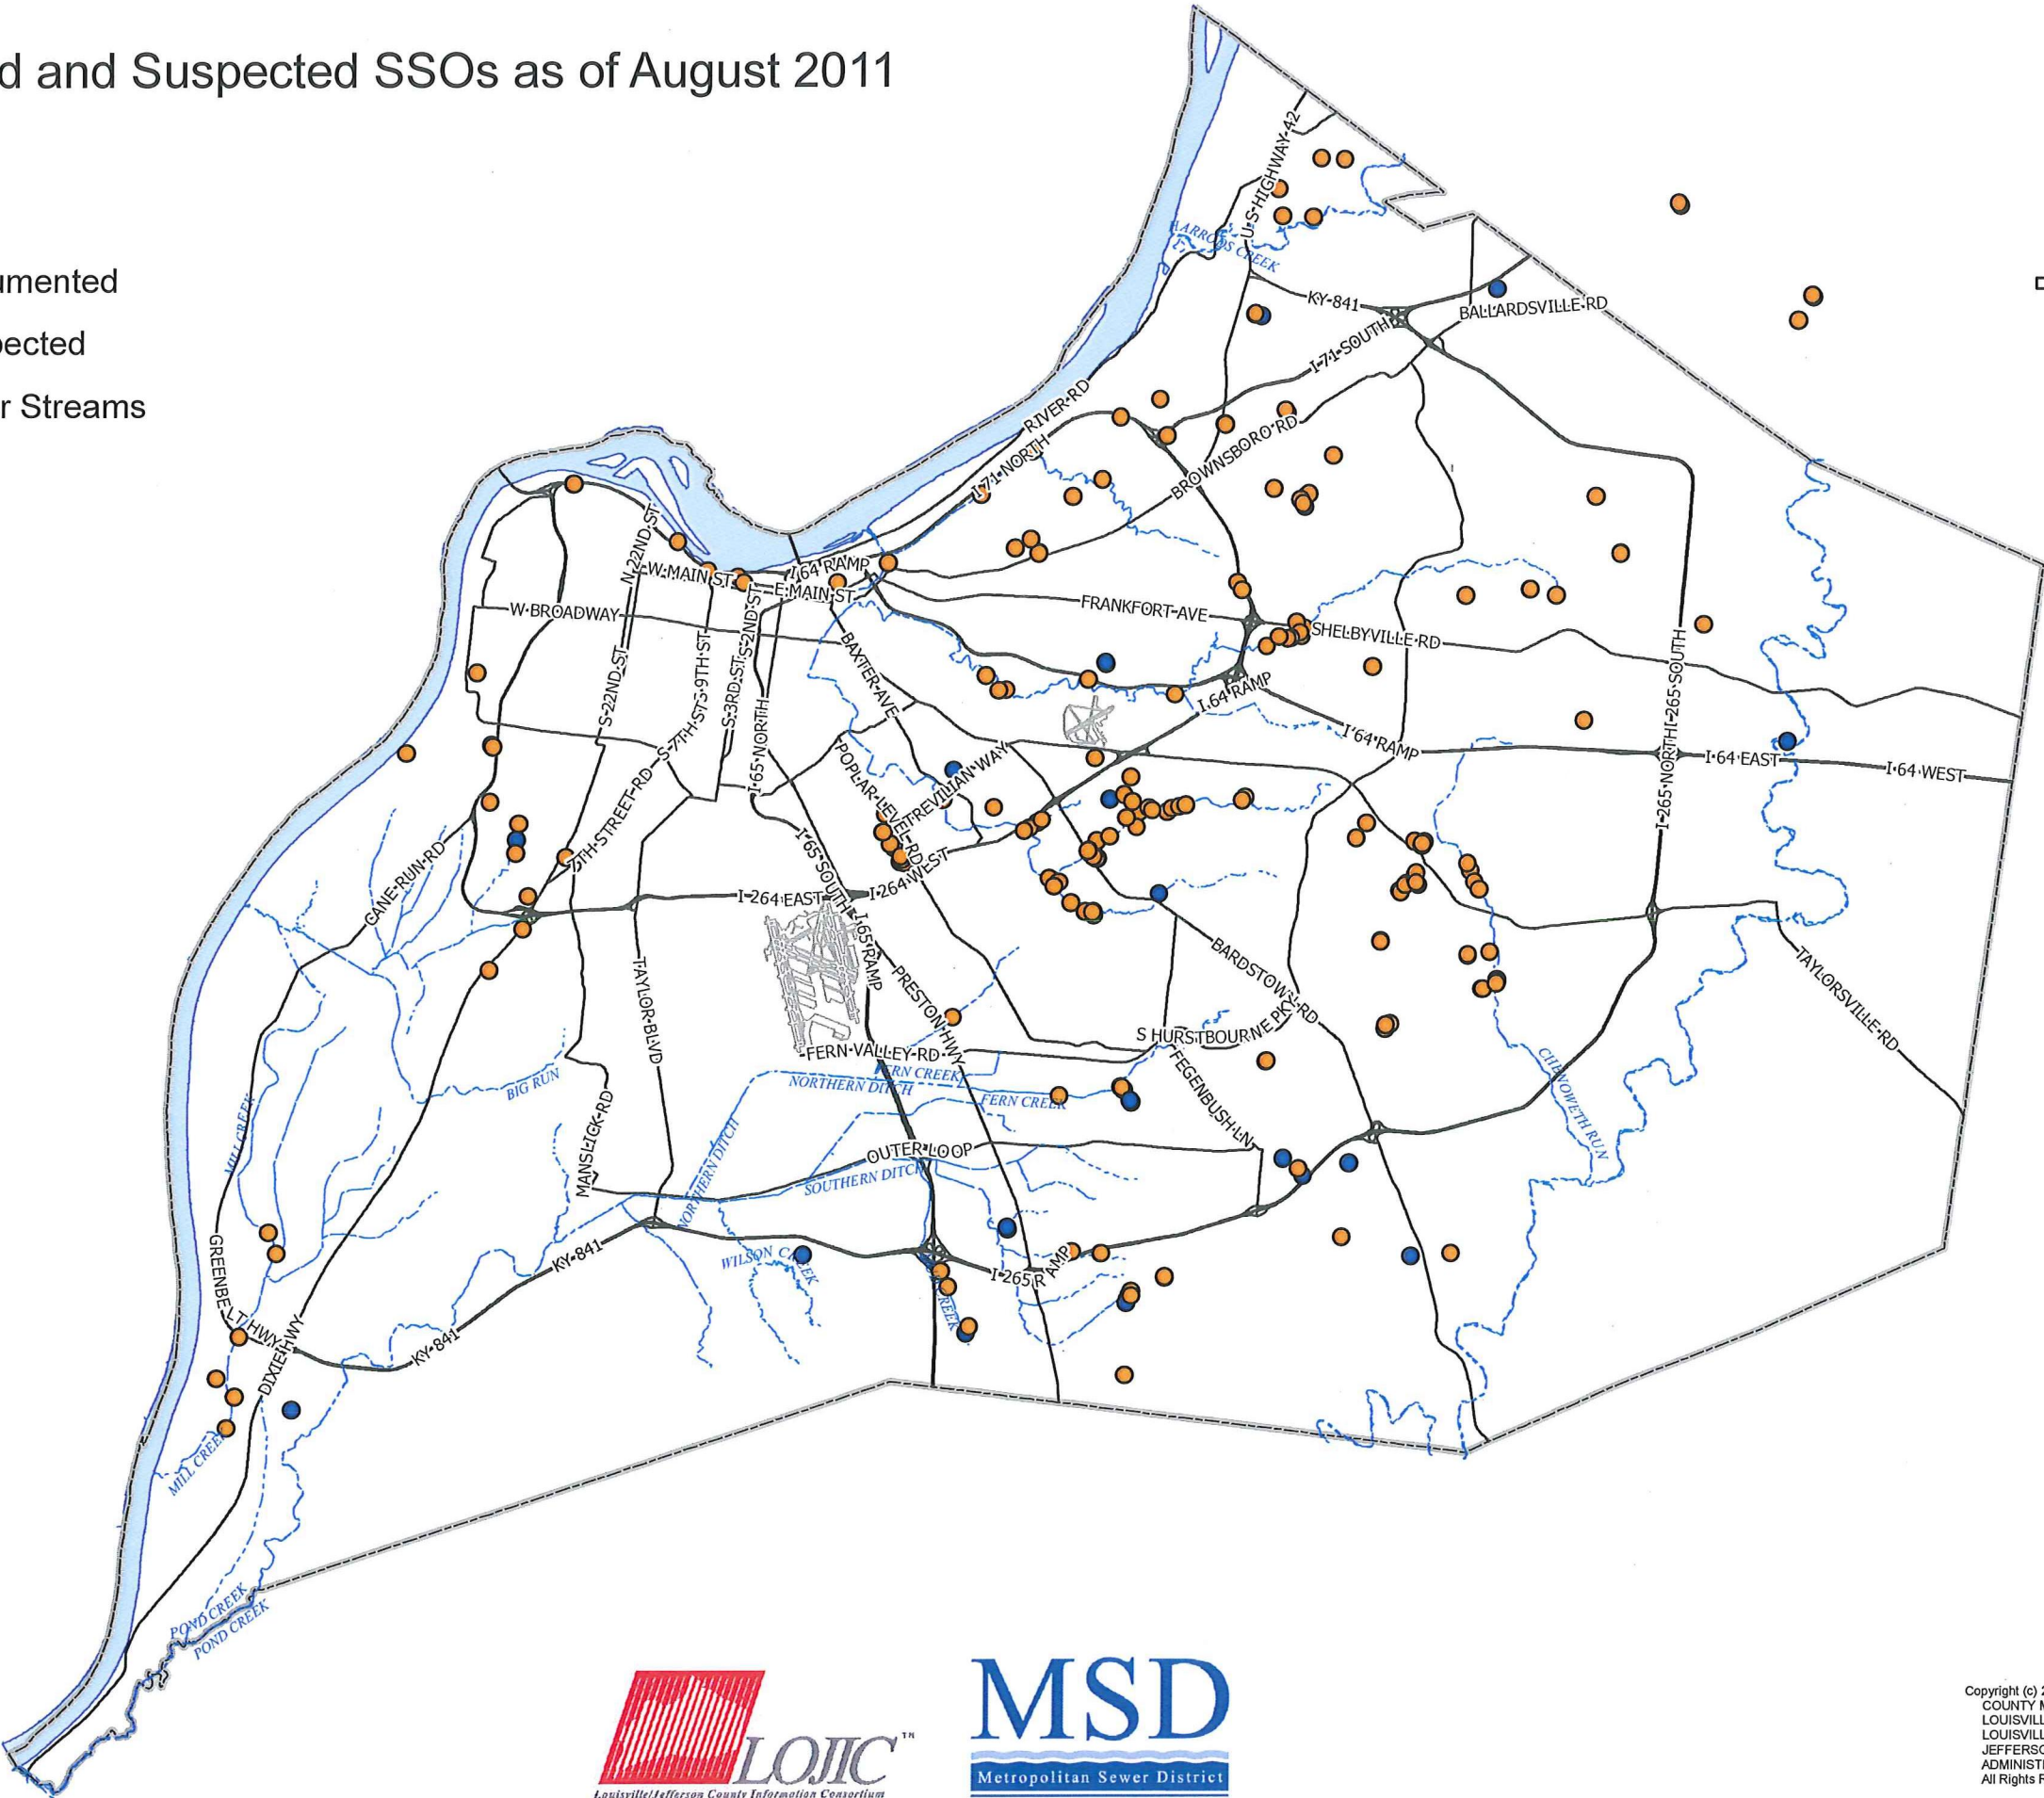 d and Suspected SSOs as of August 2011
umented
pected
r Streams
U.S HIGHWAY 42
HARRODS CREEK
KY-841
BALLARDSVILLE RD
I-71 SOUTH
RIVER RD
I-71 NORTH
BROWNSBORO RD
N 22ND ST
W MAIN ST
I 64 RAMP
E MAIN ST
W BROADWAY
FRANKFORT AVE
SHELBYVILLE RD
S 22ND ST
S 9TH ST
S 7TH ST
S 3RD ST
S 2ND ST
I 65 NORTH
BAXTER AVE
I.64 RAMP
I 64 RAMP
I-265 NORTH
I-265 SOUTH
I-64 EAST
I-64 WEST
POPLAR LEVEL RD
TREVILIAN WAY
7TH STREET RD
CANE RUN RD
I 65 SOUTH
I-264 EAST
I-264 WEST
I 65 RAMP
TAYLOR BLVD
PRESTON HWY
BARDSTOWN RD
TAYLORSVILLE RD
S HURSTBOURNE PKY
FERN VALLEY RD
FERN CREEK
NORTHERN DITCH
FERN CREEK
FEGENBUSH LN
CHENOWETH RUN
BIG RUN
MILL CREEK
MANSLICK RD
NORTHERN DITCH
OUTER LOOP
SOUTHERN DITCH
GREENBELT HWY
KY-841
WILSON CREEK
I 265 RAMP
CREEK
DIXIE HWY
KY-841
MILL CREEK
POND CREEK
POND CREEK
LOJIC™
Louisville/Jefferson County Information Consortium
MSD
Metropolitan Sewer District
Copyright (c) 2
COUNTY M
LOUISVILL
LOUISVILL
JEFFERSO
ADMINIST
All Rights R